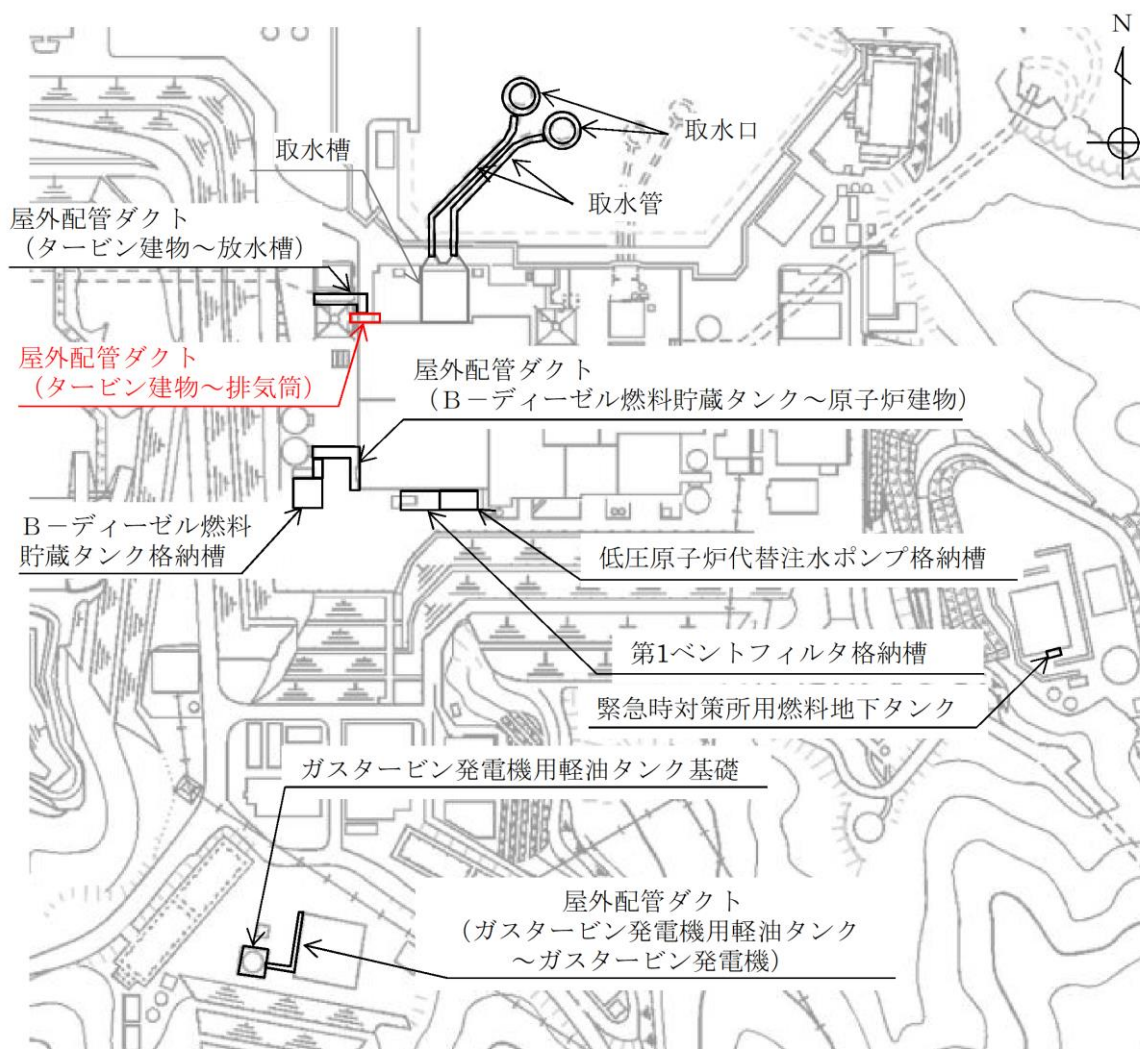 N
取水口
取水槽
取水管
屋外配管ダクト
（タービン建物～放水槽）
屋外配管ダクト
（タービン建物～排気筒）
屋外配管ダクト
（Ｂ－ディーゼル燃料貯蔵タンク～原子炉建物）
Ｂ－ディーゼル燃料
貯蔵タンク格納槽
低圧原子炉代替注水ポンプ格納槽
第1ベントフィルタ格納槽
緊急時対策所用燃料地下タンク
ガスタービン発電機用軽油タンク基礎
屋外配管ダクト
（ガスタービン発電機用軽油タンク
～ガスタービン発電機）